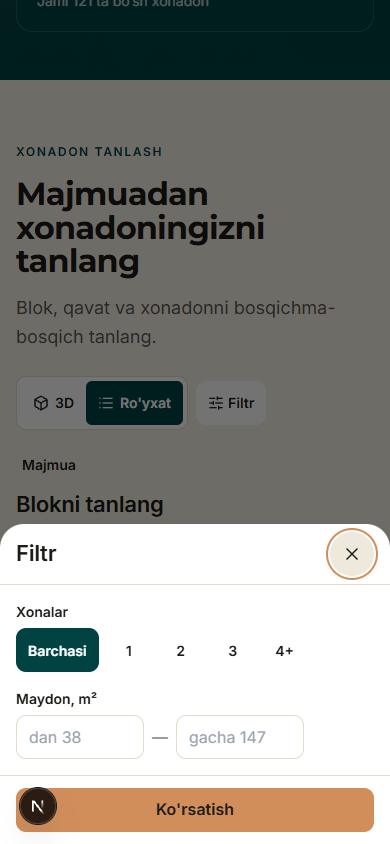 Jami 121 ta bo'sh xonadon
XONADON TANLASH
Majmuadan
xonadoningizni
tanlang
Blok, qavat va xonadonni bosqichma-
bosqich tanlang.
3D Ro'yxat Filtr
Majmua
Blokni tanlang
Filtr
Xonalar
Barchasi 1 2 3 4+
Maydon, m²
dan 38 — gacha 147
N Ko'rsatish